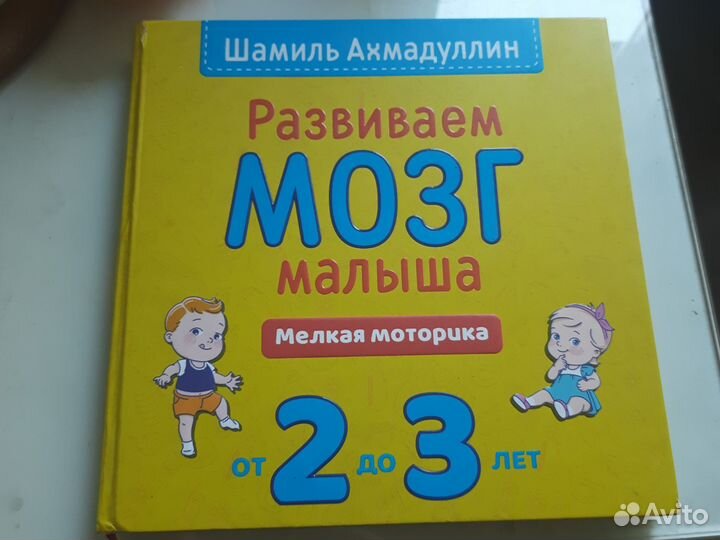 Шамиль Ахмадуллин
Развиваем
МОЗГ
малыша
Мелкая моторика
от 2 до 3 лет
Avito